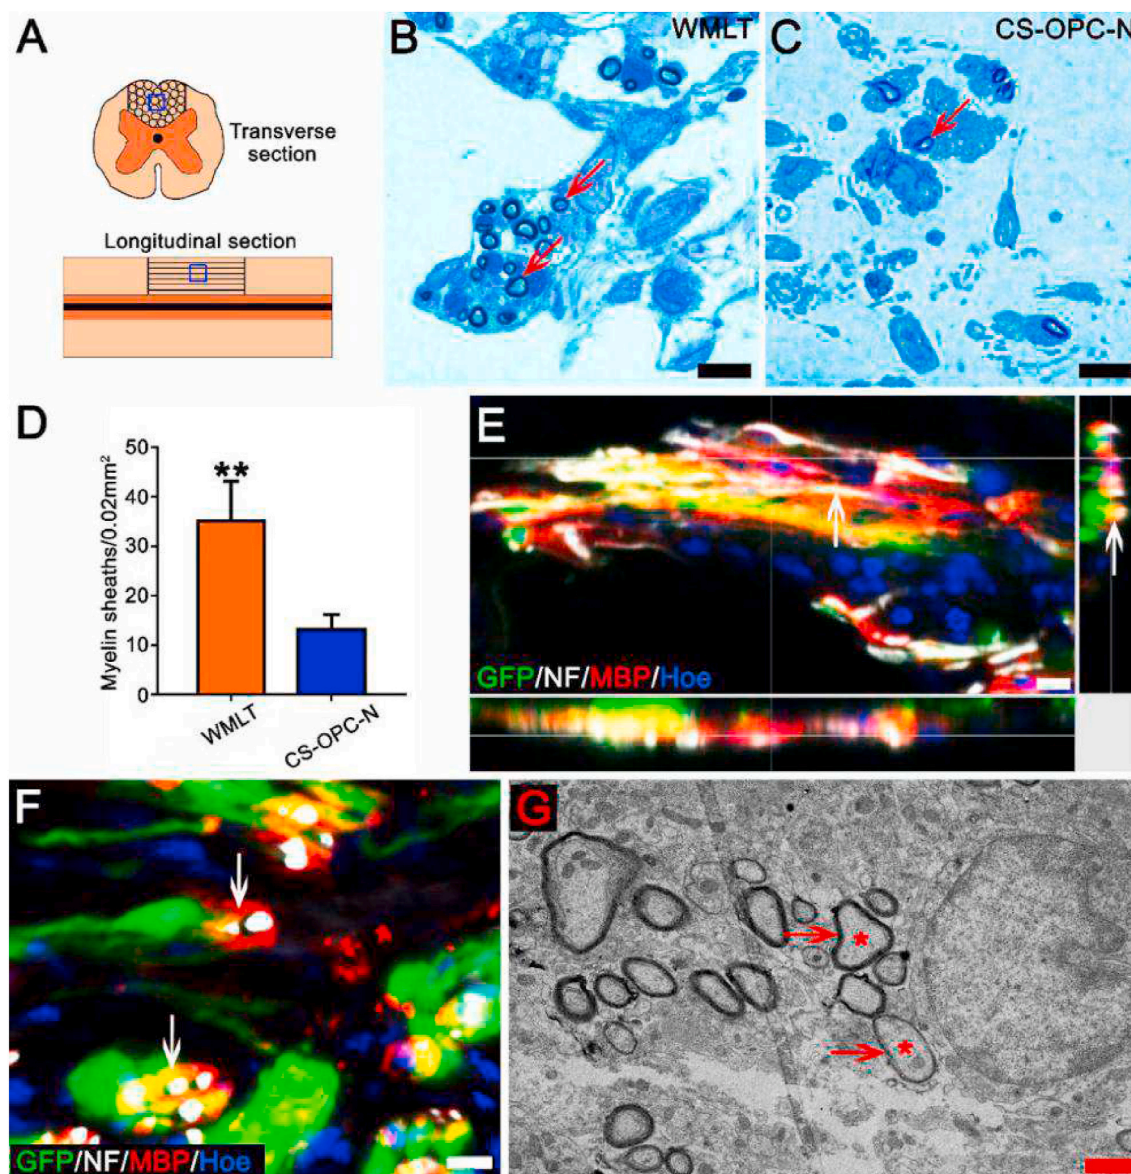 A
Transverse
section
Longitudinal section
B
WMLT
C
CS-OPC-N
D
Myelin sheaths/0.02mm²
50
40
30
20
10
0
**
WMLT
CS-OPC-N
E
GFP/NF/MBP/Hoe
F
GFP/NF/MBP/Hoe
G
*
*